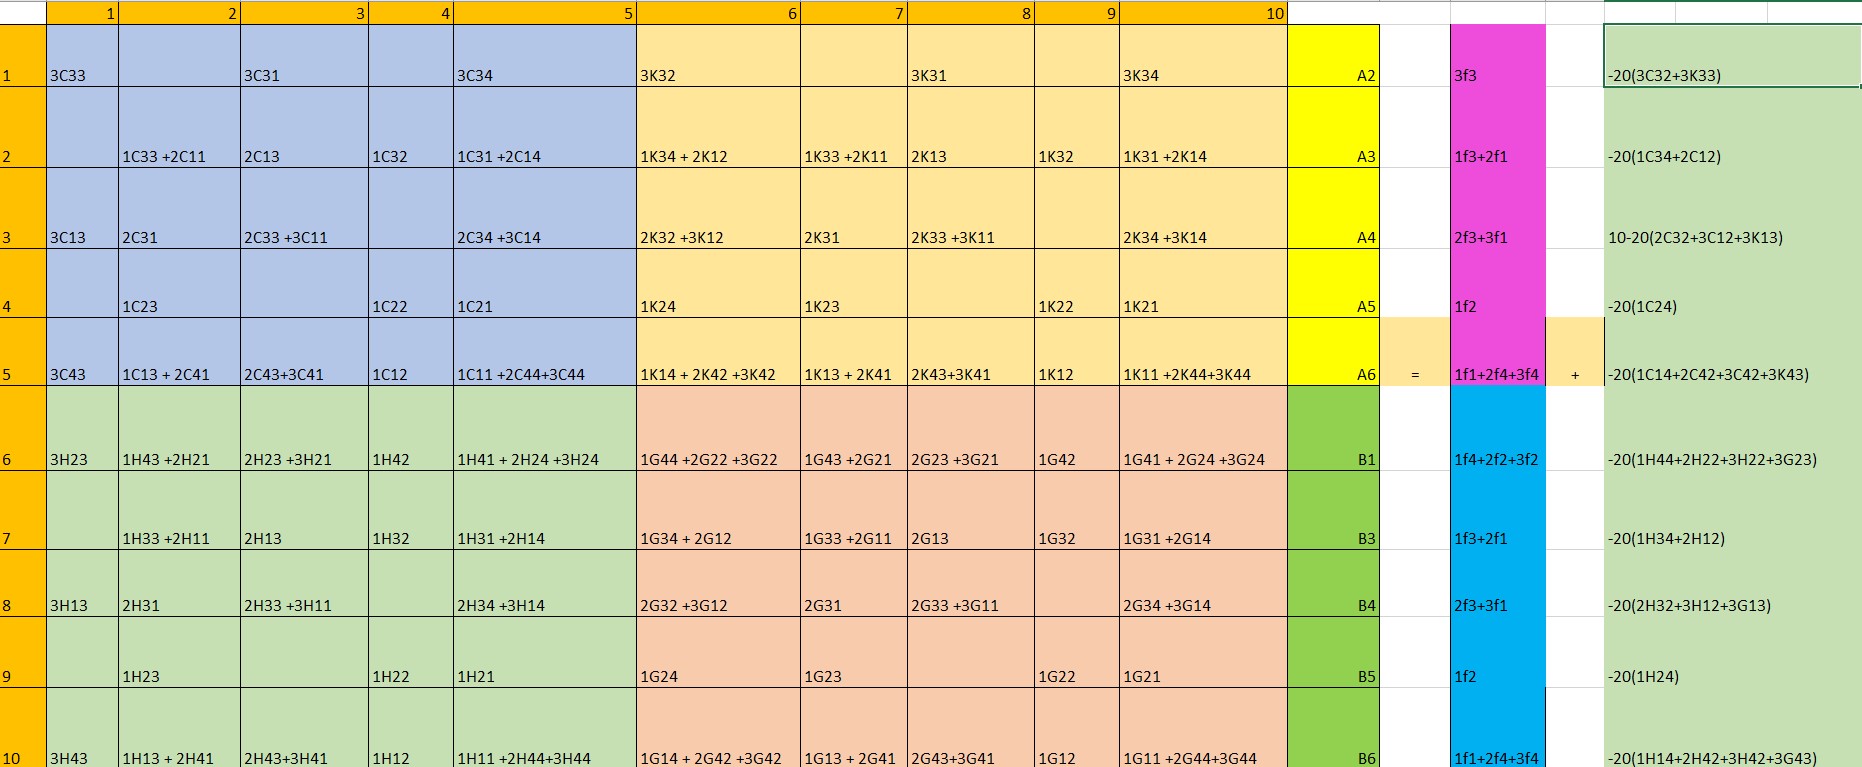 1 2 3 4 5 6 7 8 9 10
1 3C33 3C31 3C34 3K32 3K31 3K34 A2 3f3 -20(3C32+3K33)
2 1C33 +2C11 2C13 1C32 1C31 +2C14 1K34 + 2K12 1K33 +2K11 2K13 1K32 1K31 +2K14 A3 1f3+2f1 -20(1C34+2C12)
3 3C13 2C31 2C33 +3C11 2C34 +3C14 2K32 +3K12 2K31 2K33 +3K11 2K34 +3K14 A4 2f3+3f1 10-20(2C32+3C12+3K13)
4 1C23 1C22 1C21 1K24 1K23 1K22 1K21 A5 1f2 -20(1C24)
5 3C43 1C13 + 2C41 2C43+3C41 1C12 1C11 +2C44+3C44 1K14 + 2K42 +3K42 1K13 + 2K41 2K43+3K41 1K12 1K11 +2K44+3K44 A6 = 1f1+2f4+3f4 + -20(1C14+2C42+3C42+3K43)
6 3H23 1H43 +2H21 2H23 +3H21 1H42 1H41 + 2H24 +3H24 1G44 +2G22 +3G22 1G43 +2G21 2G23 +3G21 1G42 1G41 + 2G24 +3G24 B1 1f4+2f2+3f2 -20(1H44+2H22+3H22+3G23)
7 1H33 +2H11 2H13 1H32 1H31 +2H14 1G34 + 2G12 1G33 +2G11 2G13 1G32 1G31 +2G14 B3 1f3+2f1 -20(1H34+2H12)
8 3H13 2H31 2H33 +3H11 2H34 +3H14 2G32 +3G12 2G31 2G33 +3G11 2G34 +3G14 B4 2f3+3f1 -20(2H32+3H12+3G13)
9 1H23 1H22 1H21 1G24 1G23 1G22 1G21 B5 1f2 -20(1H24)
10 3H43 1H13 + 2H41 2H43+3H41 1H12 1H11 +2H44+3H44 1G14 + 2G42 +3G42 1G13 + 2G41 2G43+3G41 1G12 1G11 +2G44+3G44 B6 1f1+2f4+3f4 -20(1H14+2H42+3H42+3G43)